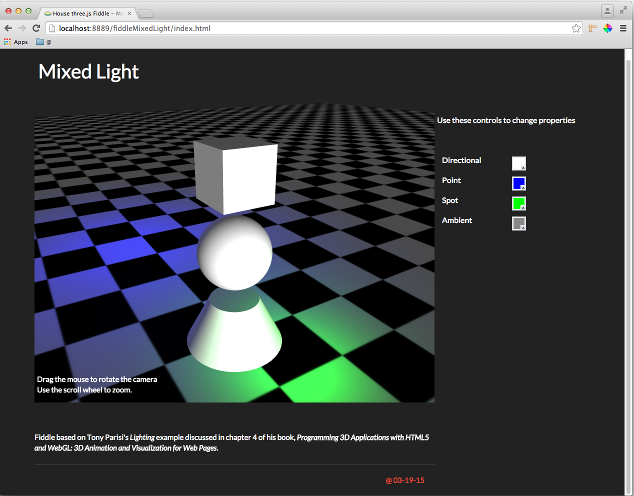 House three.js Fiddle – Mi
localhost:8889/fiddleMixedLight/index.html
Apps
Mixed Light
Use these controls to change properties
Directional
Point
Spot
Ambient
Drag the mouse to rotate the camera
Use the scroll wheel to zoom.
Fiddle based on Tony Parisi's Lighting example discussed in chapter 4 of his book, Programming 3D Applications with HTML5
and WebGL: 3D Animation and Visualization for Web Pages.
@ 03-19-15